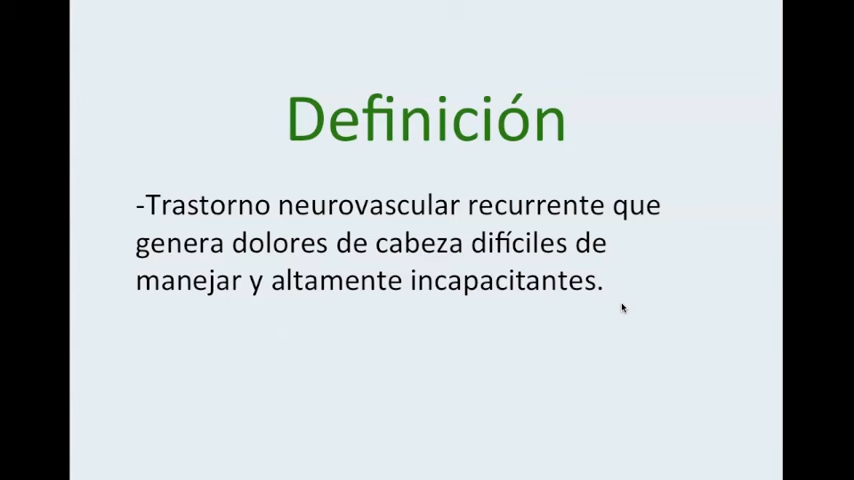 Definición
-Trastorno neurovascular recurrente que
genera dolores de cabeza difíciles de
manejar y altamente incapacitantes.